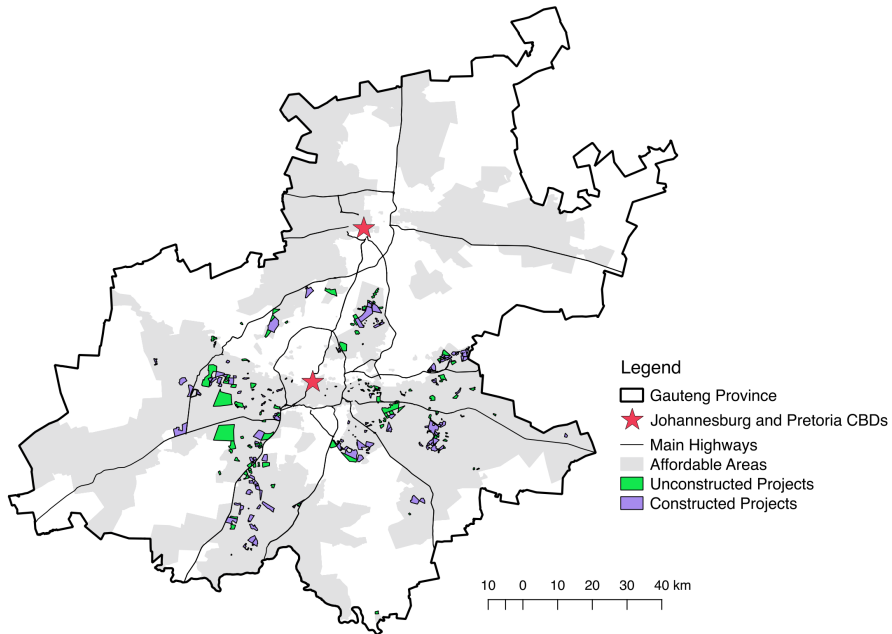 Legend
Gauteng Province
Johannesburg and Pretoria CBDs
Main Highways
Affordable Areas
Unconstructed Projects
Constructed Projects
10 0 10 20 30 40 km